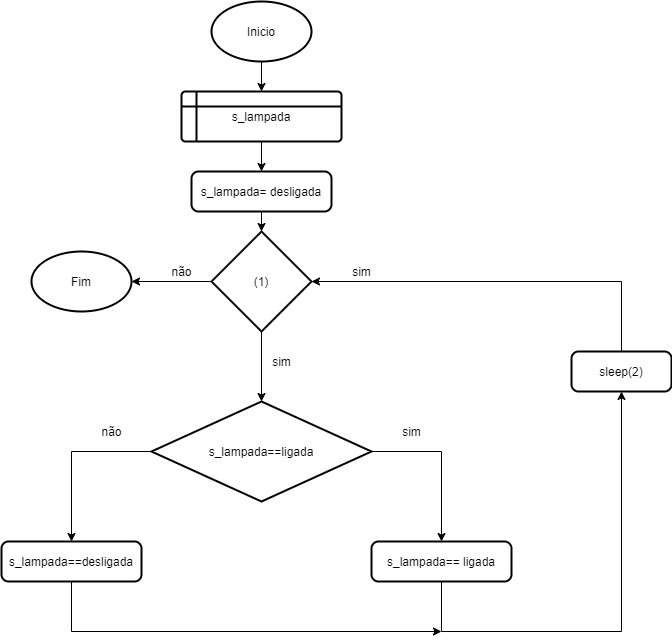 Inicio
s_lampada
s_lampada= desligada
não
(1)
sim
Fim
sim
sleep(2)
não
sim
s_lampada==ligada
s_lampada==desligada
s_lampada== ligada